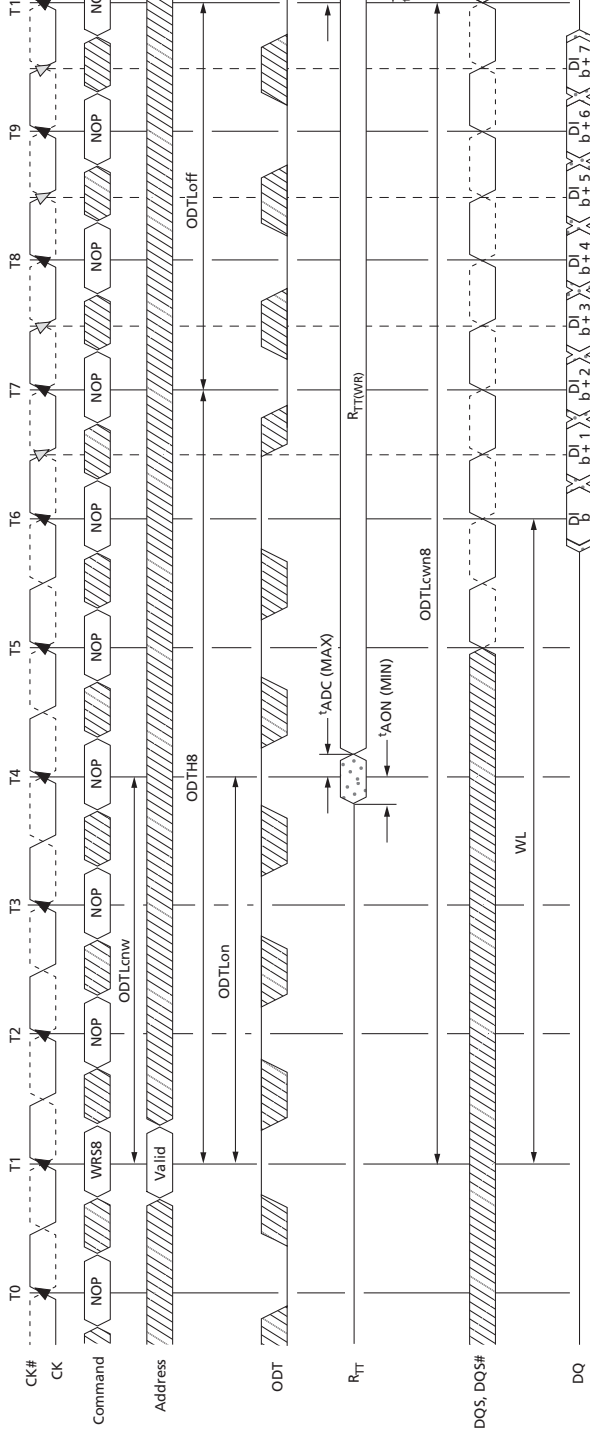 T0 T1 T2 T3 T4 T5 T6 T7 T8 T9 T1
CK#
CK
Command NOP WRS8 NOP NOP NOP NOP NOP NOP NOP NOP
ODTLcnw
Address Valid
ODTH8 ODTLoff
ODTLon
ODT
tADC (MAX)
RTT RTT(WR)
tAON (MIN)
ODTLcwn8
DQS, DQS#
WL
DQ DI b DI b + 1 DI b + 2 DI b + 3 DI b + 4 DI b + 5 DI b + 6 DI b + 7